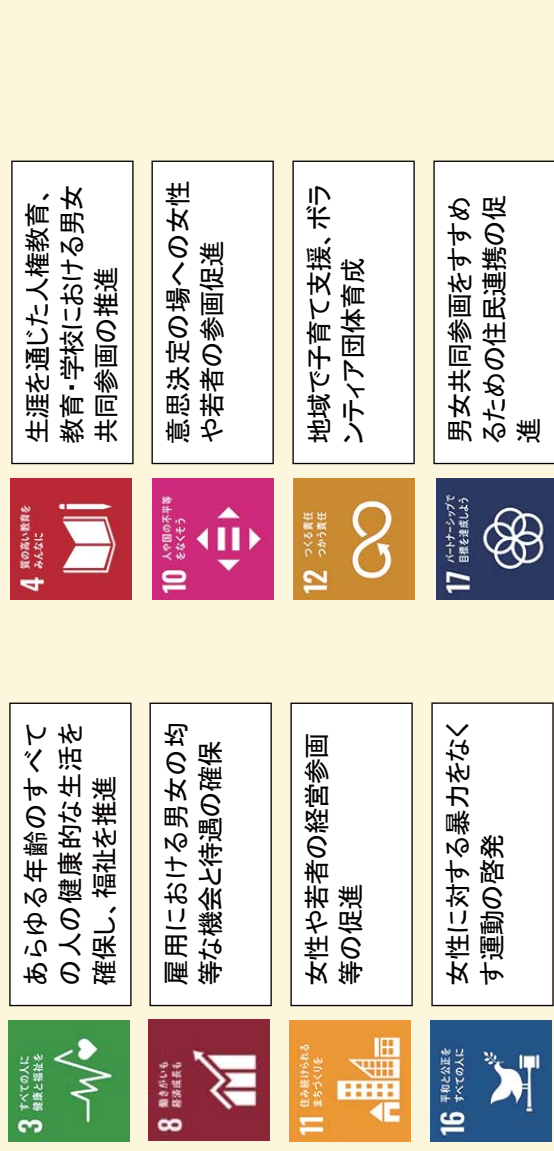 3 すべての人に
健康と福祉を
あらゆる年齢のすべて
の人の健康的な生活を
確保し、福祉を推進
4 質の高い教育を
みんなに
生涯を通じた人権教育、
教育・学校における男女
共同参画の推進
8 働きがいも
経済成長も
雇用における男女の均
等な機会と待遇の確保
10 人や国の不平等
をなくそう
意思決定の場への女性
や若者の参画促進
11 住み続けられる
まちづくりを
女性や若者の経営参画
等の促進
12 つくる責任
つかう責任
地域で子育て支援、ボラ
ンティア団体育成
16 平和と公正を
すべての人に
女性に対する暴力をなく
す運動の啓発
17 パートナーシップで
目標を達成しよう
男女共同参画をすすめ
るための住民連携の促
進